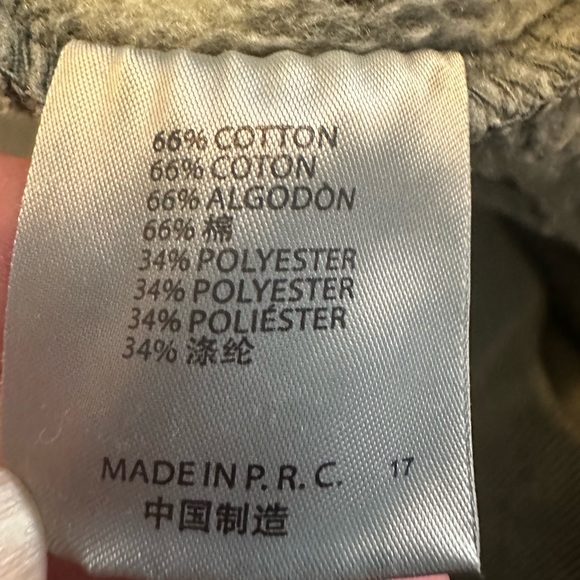 66% COTTON
66% COTON
66% ALGODÓN
66% 棉
34% POLYESTER
34% POLYESTER
34% POLIÉSTER
34% 涤纶
MADE IN P. R. C. 17
中国制造